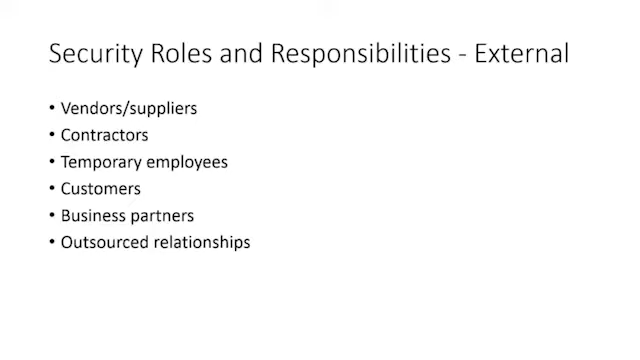 Security Roles and Responsibilities - External
• Vendors/suppliers
• Contractors
• Temporary employees
• Customers
• Business partners
• Outsourced relationships